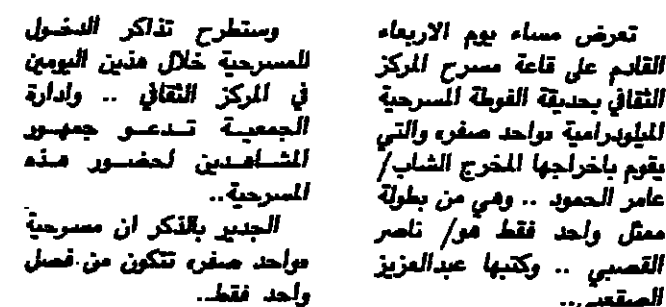 تعرض مساء يوم الاربعاء
القادم على قاعة مسرح المركز
الثقافي بحديقة الفوطة المسرحية
الميلودرامية «واحد صفر» والتي
يقوم باخراجها المخرج الشاب/
عامر الحمود .. وهي من بطولة
ممثل واحد فقط هو/ ناصر
القصبي .. وكتبها عبدالعزيز
الصقعبي..
وستطرح تذاكر الدخول
للمسرحية خلال هذين اليومين
في المركز الثقافي .. وادارة
الجمعية تدعو جمهور
المشاهدين لحضور هذه
المسرحية..
الجدير بالذكر ان مسرحية
«واحد صفر» تتكون من فصل
واحد فقط..